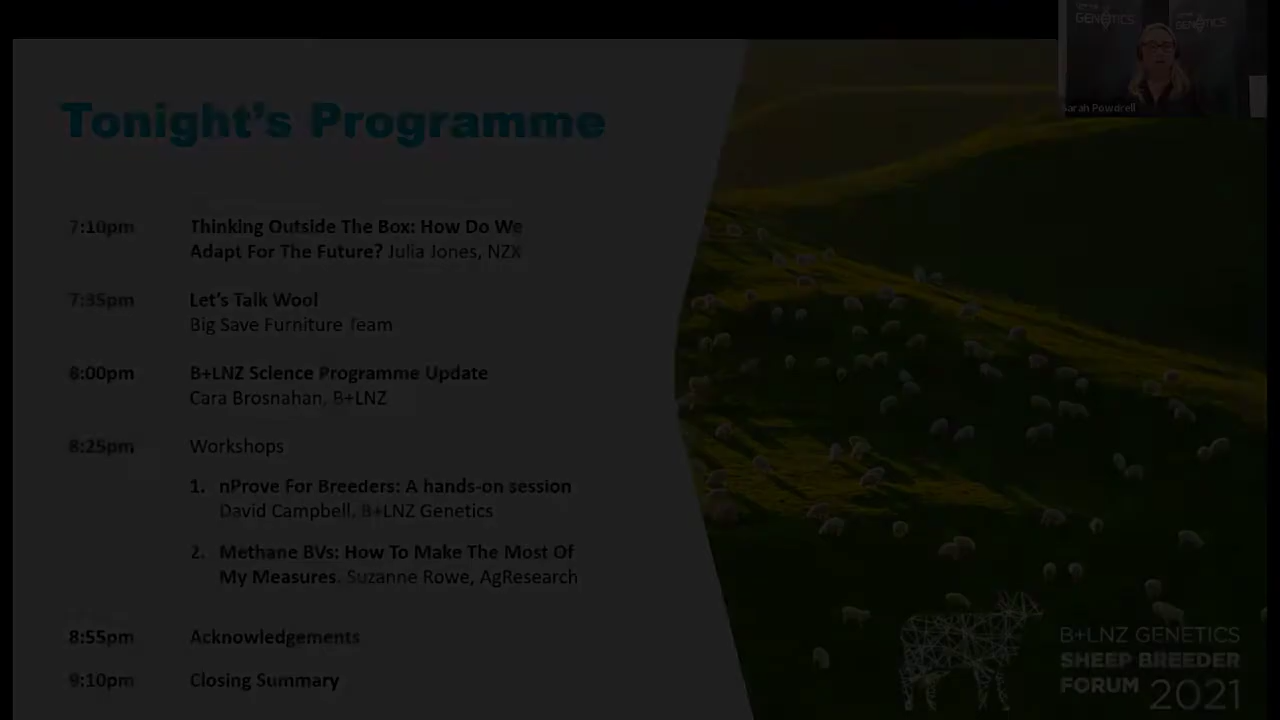 GENETICS
GENETICS
Sarah Powdrell
Tonight's Programme
7:10pm
Thinking Outside The Box: How Do We
Adapt For The Future? Julia Jones, NZX
7:35pm
Let's Talk Wool
Big Save Furniture Team
8:00pm
B+LNZ Science Programme Update
Cara Brosnahan, B+LNZ
8:25pm
Workshops
1. nProve For Breeders: A hands-on session
David Campbell, B+LNZ Genetics
2. Methane BVs: How To Make The Most Of
My Measures. Suzanne Rowe, AgResearch
8:55pm
Acknowledgements
9:10pm
Closing Summary
B+LNZ GENETICS
SHEEP BREEDER
FORUM 2021